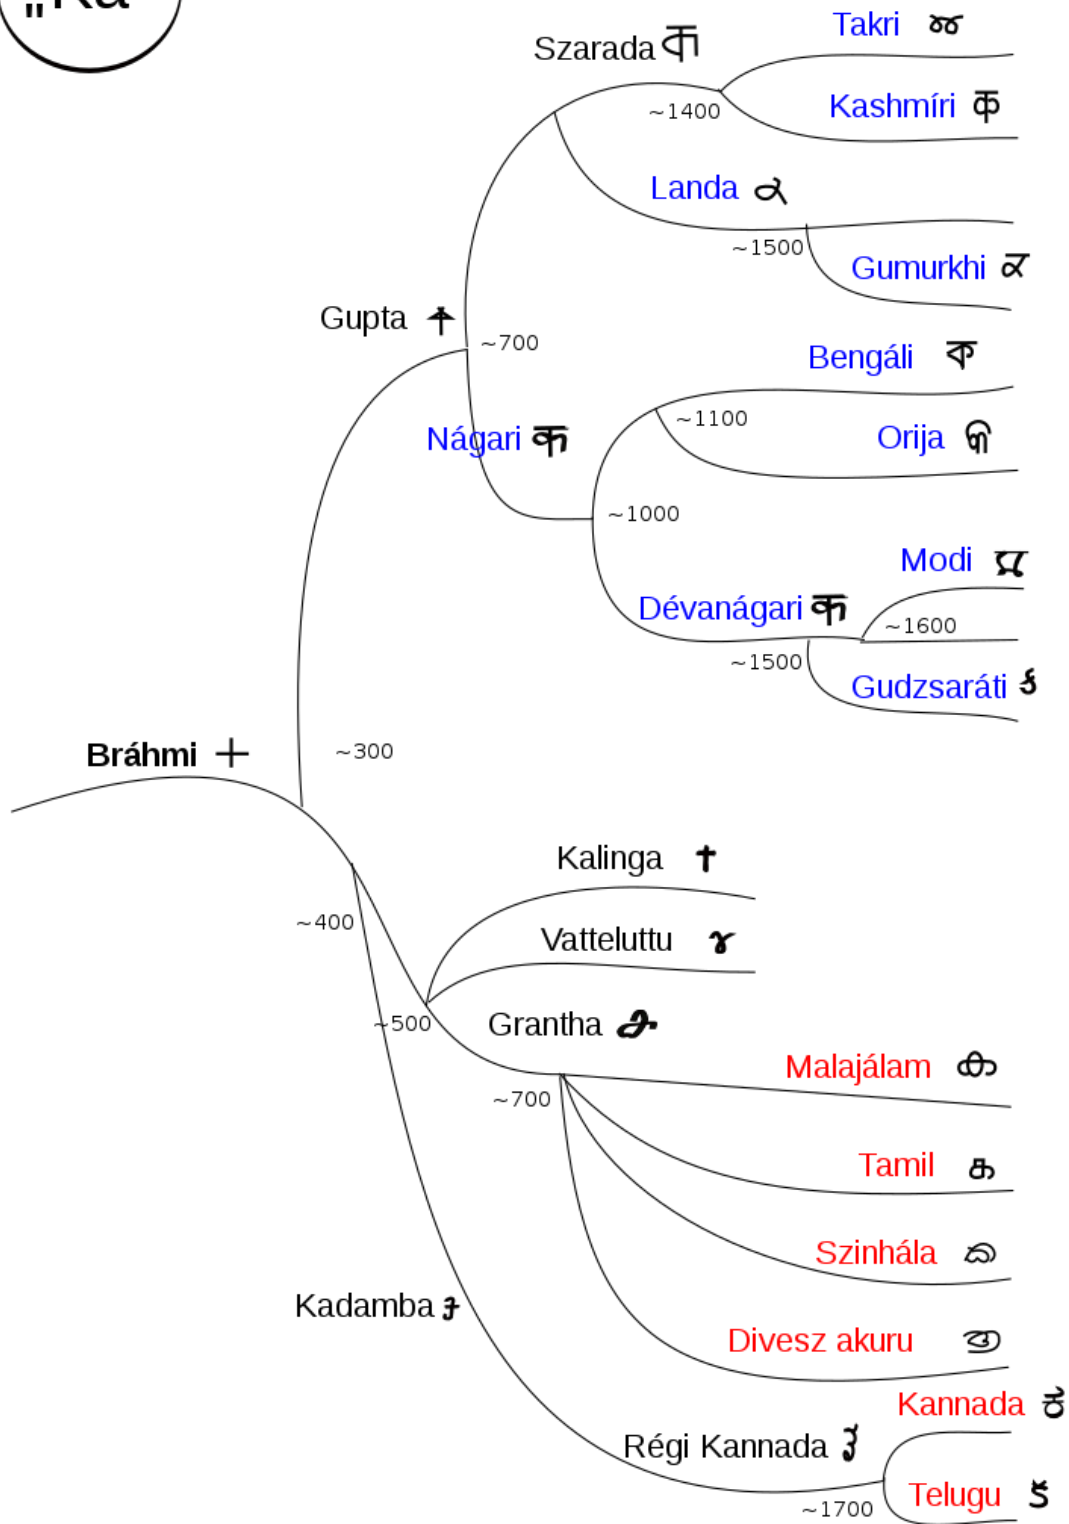 „Ka
Szarada
Takri
~1400
Kashmíri
Landa
~1500
Gumurkhi
Gupta
~700
Bengáli
~1100
Nágari क
Orija
~1000
Modi
Dévanágari क
~1600
~1500
Gudzsaráti
Bráhmi
~300
Kalinga
~400
Vatteluttu
~500
Grantha
Malajálam
~700
Tamil
Szinhála
Kadamba
Divesz akuru
Kannada
Régi Kannada
Telugu
~1700